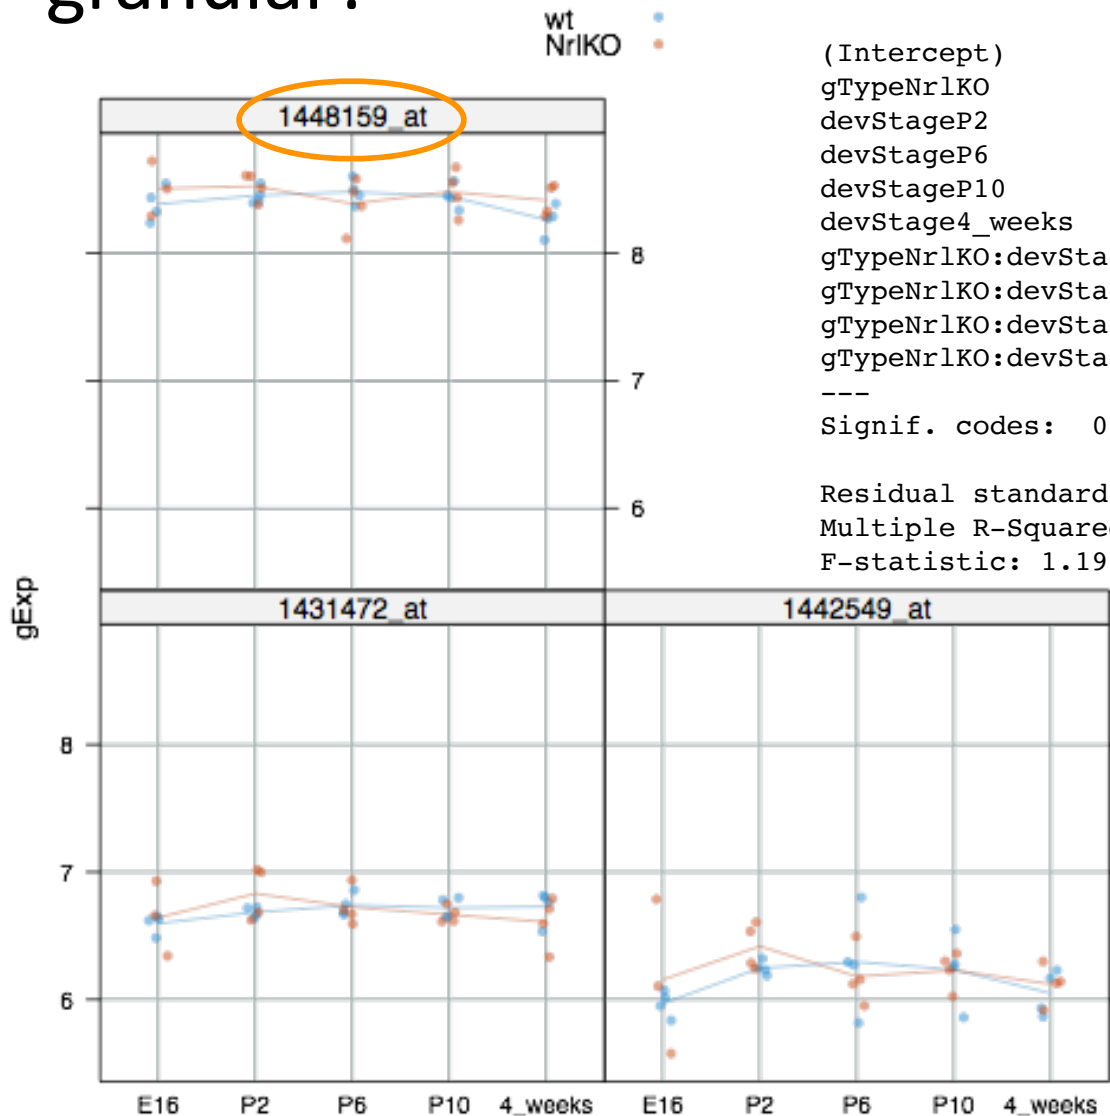 granular?
wt
NrlKO
(Intercept)
gTypeNrlKO
devStageP2
devStageP6
devStageP10
devStage4_weeks
gTypeNrlKO:devSta
gTypeNrlKO:devSta
gTypeNrlKO:devSta
gTypeNrlKO:devSta
---
Signif. codes: 0
Residual standard
Multiple R-Square
F-statistic: 1.19
1448159_at
8
7
6
gExp
1431472_at
1442549_at
8
7
6
E16 P2 P6 P10 4_weeks E16 P2 P6 P10 4_weeks